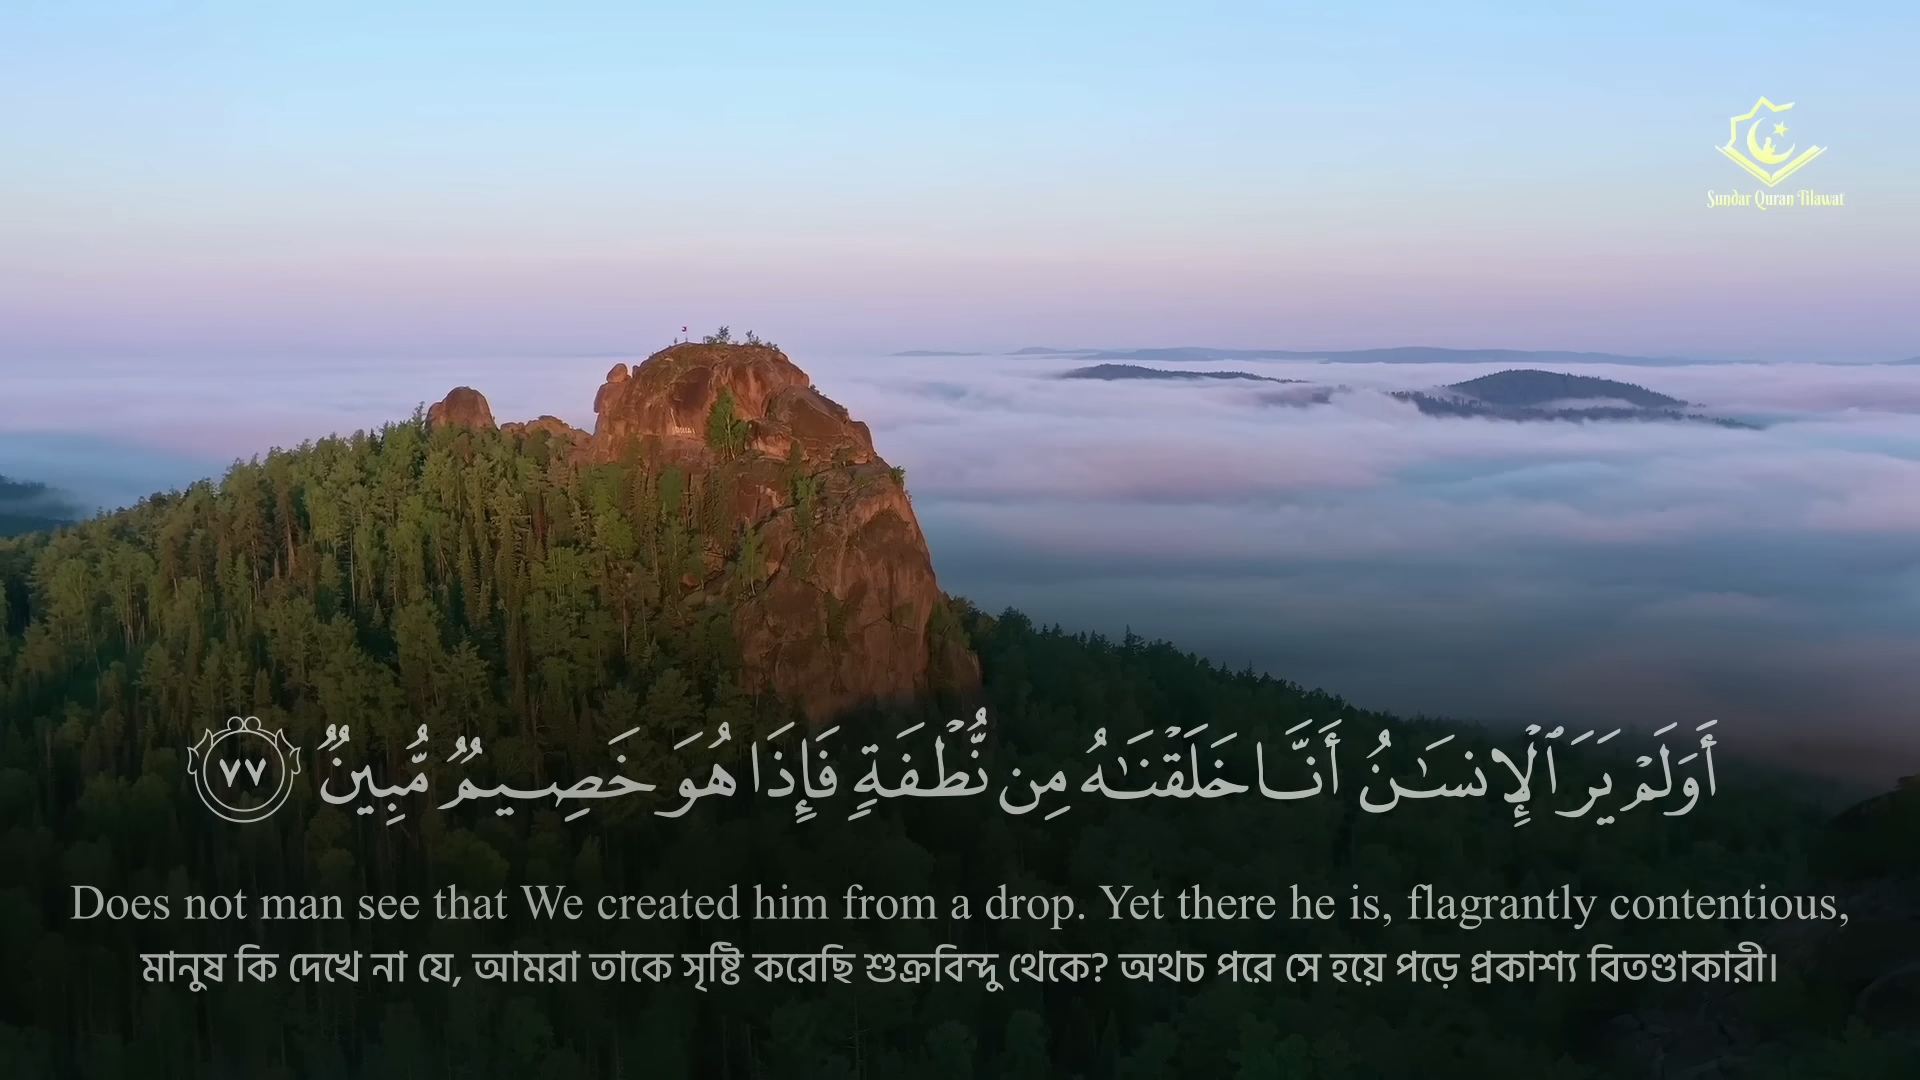 Sundar Quran Tilawat
أَوَلَمْ يَرَ ٱلْإِنسَـٰنُ أَنَّا خَلَقْنَـٰهُ مِن نُّطْفَةٍ فَإِذَا هُوَ خَصِيمٌ مُّبِينٌ ٧٧
Does not man see that We created him from a drop. Yet there he is, flagrantly contentious,
মানুষ কি দেখে না যে, আমরা তাকে সৃষ্টি করেছি শুক্রবিন্দু থেকে? অথচ পরে সে হয়ে পড়ে প্রকাশ্য বিতণ্ডাকারী।